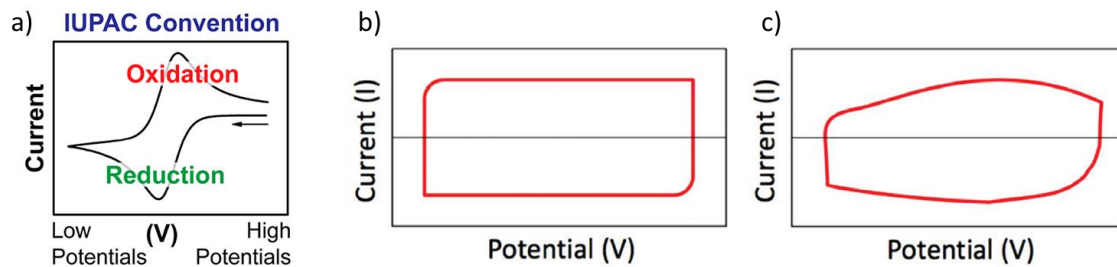 a)
IUPAC Convention
Oxidation
Reduction
Current
Low Potentials
(V)
High Potentials
b)
Current (I)
Potential (V)
c)
Current (I)
Potential (V)